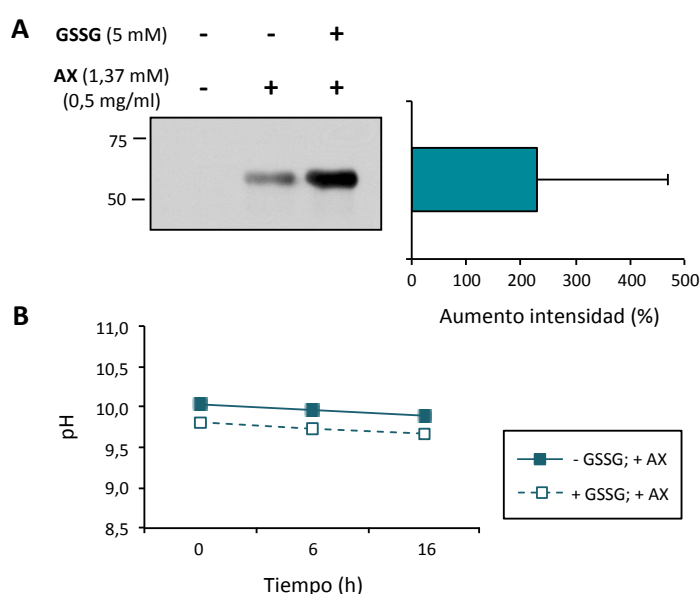 A
GSSG (5 mM) - - +
AX (1,37 mM) - + +
(0,5 mg/ml)
75
50
0 100 200 300 400 500
Aumento intensidad (%)
B
11,0
10,5
10,0
9,5
9,0
8,5
pH
0 6 16
Tiempo (h)
- GSSG; + AX
+ GSSG; + AX